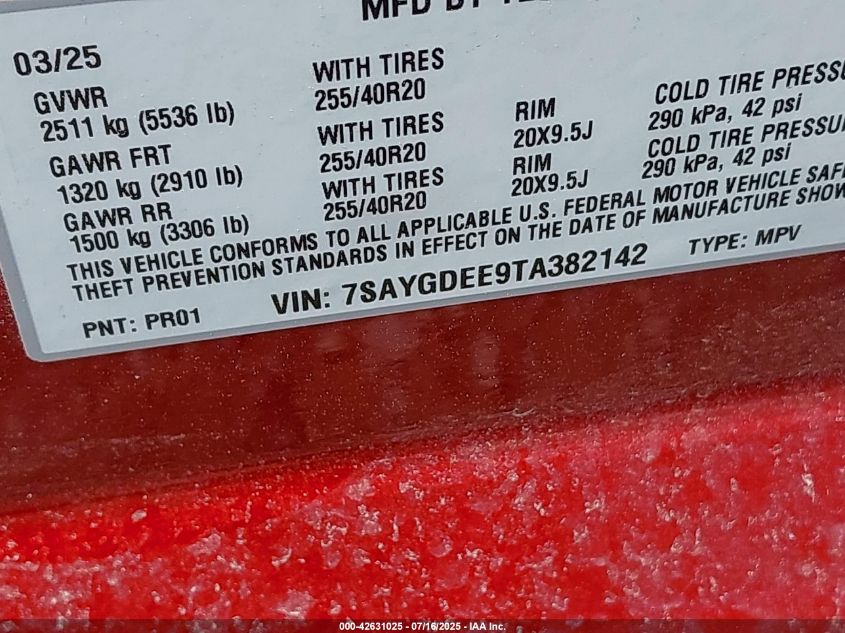 MFD BY
03/25
GVWR
2511 kg (5536 lb)
WITH TIRES
255/40R20
GAWR FRT
1320 kg (2910 lb)
WITH TIRES
255/40R20
RIM
20X9.5J
COLD TIRE
290 kPa, 42 psi
GAWR RR
1500 kg (3306 lb)
WITH TIRES
255/40R20
RIM
20X9.5J
COLD TIRE
290 kPa, 42 psi
THIS VEHICLE CONFORMS TO ALL APPLICABLE U.S. FEDERAL MOTOR VEHICLE
THEFT PREVENTION STANDARDS IN EFFECT ON THE DATE OF MANUFACTURE
PNT: PR01
VIN: 7SAYGDEE9TA382142
TYPE: MPV
000-42631025 - 07/16/2025 - IAA Inc.